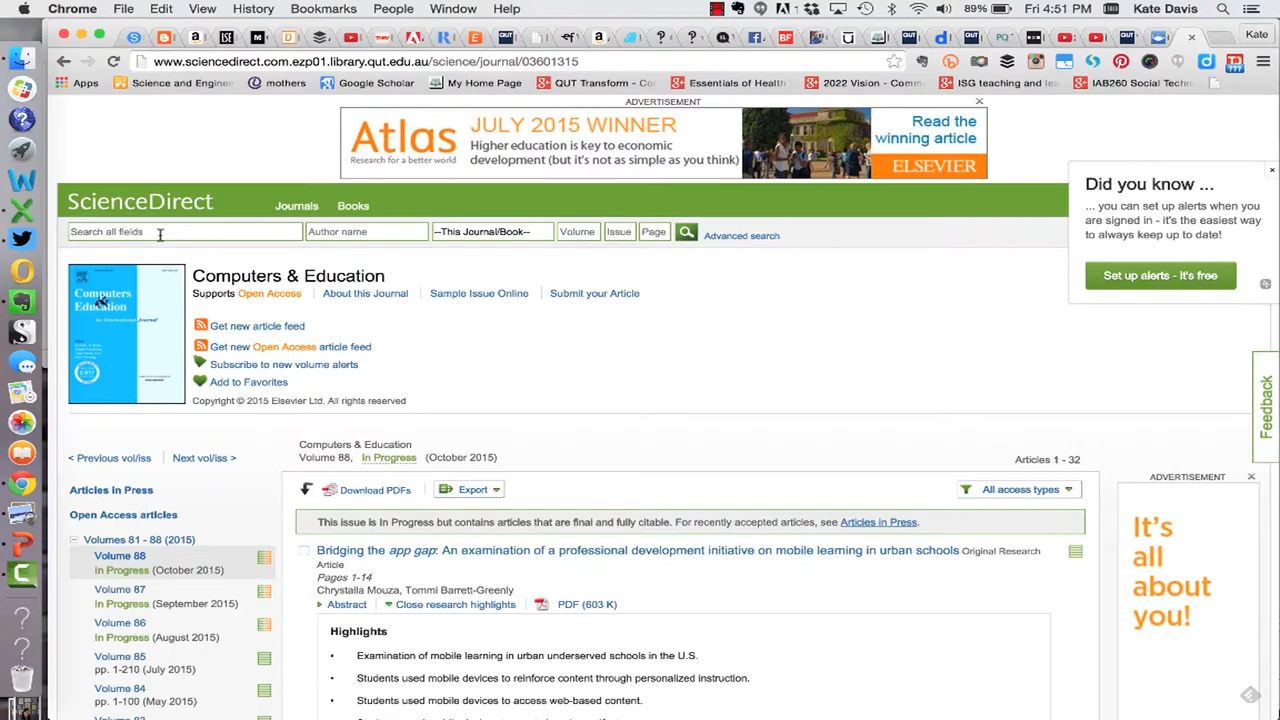 Chrome File Edit View History Bookmarks People Window Help 89% Fri 4:51 PM Kate Davis
Kate
www.sciencedirect.com.ezp01.library.qut.edu.au/science/journal/03601315
Apps Science and Engine mothers Google Scholar My Home Page QUT Transform - Co Essentials of Health 2022 Vision - Comm ISG teaching and lea IAB260 Social Techn
ADVERTISEMENT
Atlas
Research for a better world
JULY 2015 WINNER
Higher education is key to economic
development (but it's not as simple as you think)
Read the
winning article
ELSEVIER
Did you know ...
... you can set up alerts when you
are signed in - it's the easiest way
to always keep up to date!
Set up alerts - It's free
ScienceDirect Journals Books
Search all fields Author name --This Journal/Book-- Volume Issue Page Advanced search
Computers
Education
Computers & Education
Supports Open Access About this Journal Sample Issue Online Submit your Article
Get new article feed
Get new Open Access article feed
Subscribe to new volume alerts
Add to Favorites
Copyright © 2015 Elsevier Ltd. All rights reserved
Feedback
< Previous vol/iss Next vol/iss >
Articles in Press
Open Access articles
Volumes 81 - 88 (2015)
Volume 88
In Progress (October 2015)
Volume 87
In Progress (September 2015)
Volume 86
In Progress (August 2015)
Volume 85
pp. 1-210 (July 2015)
Volume 84
pp. 1-100 (May 2015)
Computers & Education
Volume 88, In Progress (October 2015) Articles 1 - 32
Download PDFs Export All access types
This issue is In Progress but contains articles that are final and fully citable. For recently accepted articles, see Articles in Press.
Bridging the app gap: An examination of a professional development initiative on mobile learning in urban schools Original Research
Article
Pages 1-14
Chrystalla Mouza, Tommi Barrett-Greenly
Abstract Close research highlights PDF (603 K)
Highlights
• Examination of mobile learning in urban underserved schools in the U.S.
• Students used mobile devices to reinforce content through personalized instruction.
• Students used mobile devices to access web-based content.
ADVERTISEMENT
It's
all
about
you!